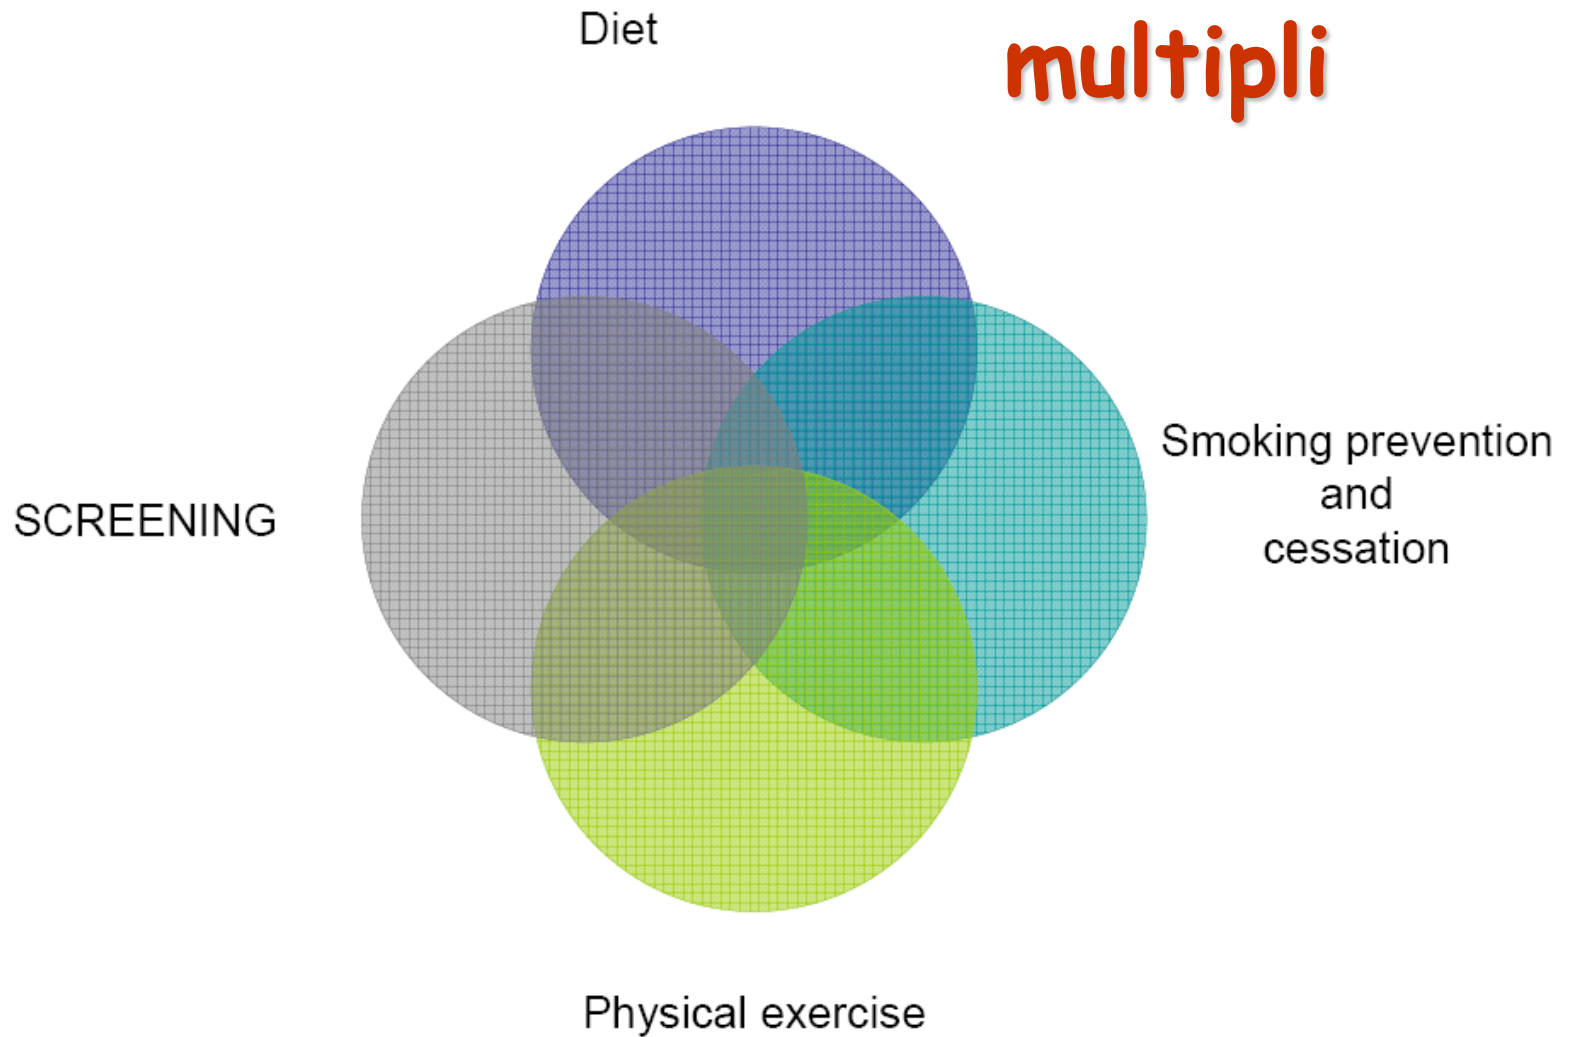 Diet
multipli
Smoking prevention
and
cessation
SCREENING
Physical exercise